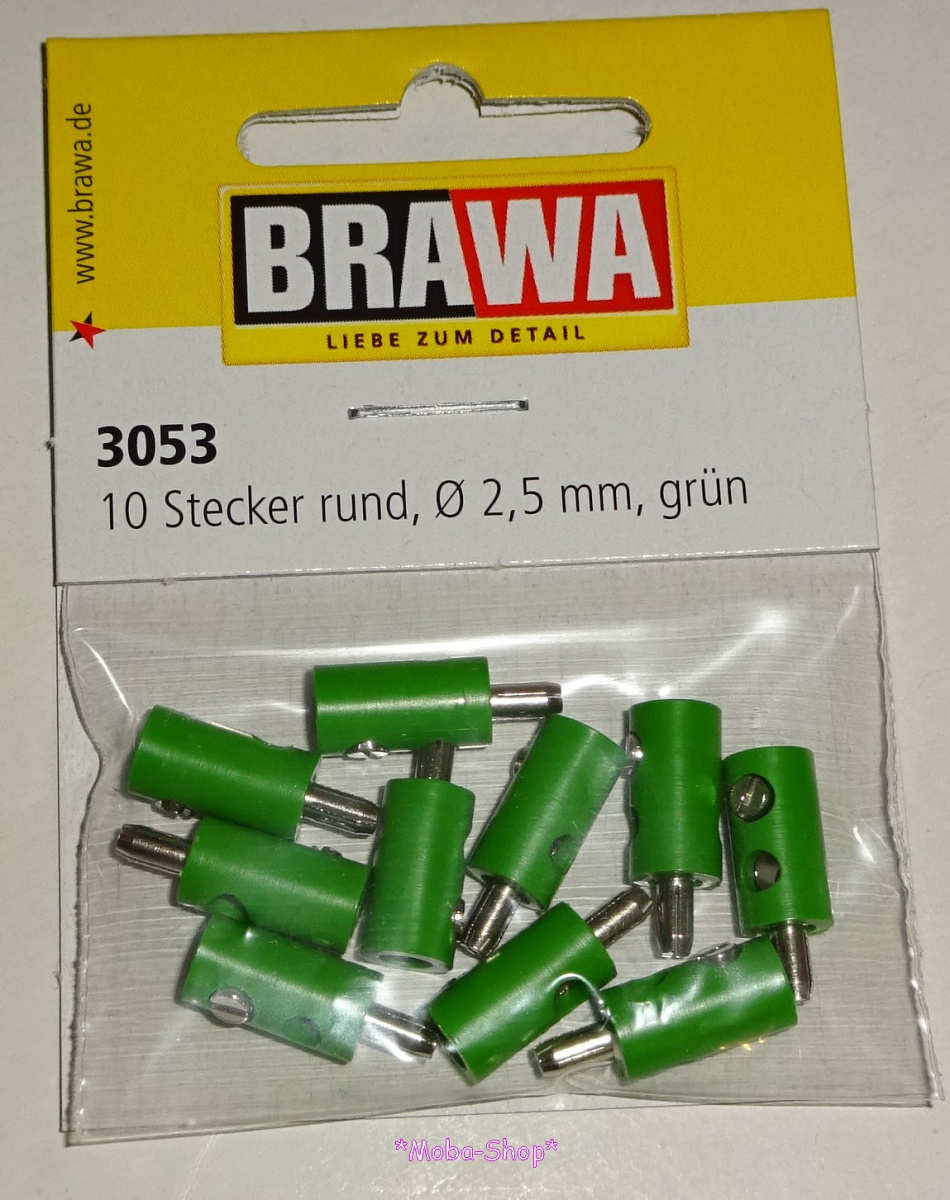 www.brawa.de
BRAWA
LIEBE ZUM DETAIL
3053
10 Stecker rund, Ø 2,5 mm, grün
*Moba-Shop*